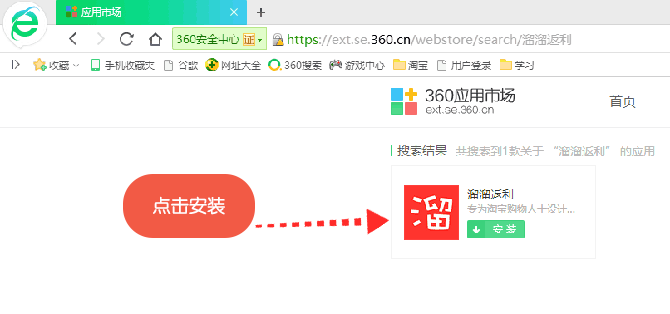 应用市场
360安全中心 证
https://ext.se.360.cn/webstore/search/溜溜返利
收藏 手机收藏夹 谷歌 网址大全 360搜索 游戏中心 淘宝 用户登录 学习
360应用市场
ext.se.360.cn
首页
搜索结果 共搜索到1款关于 “溜溜返利” 的应用
点击安装
溜
溜溜返利
专为淘宝购物人士设计...
安装